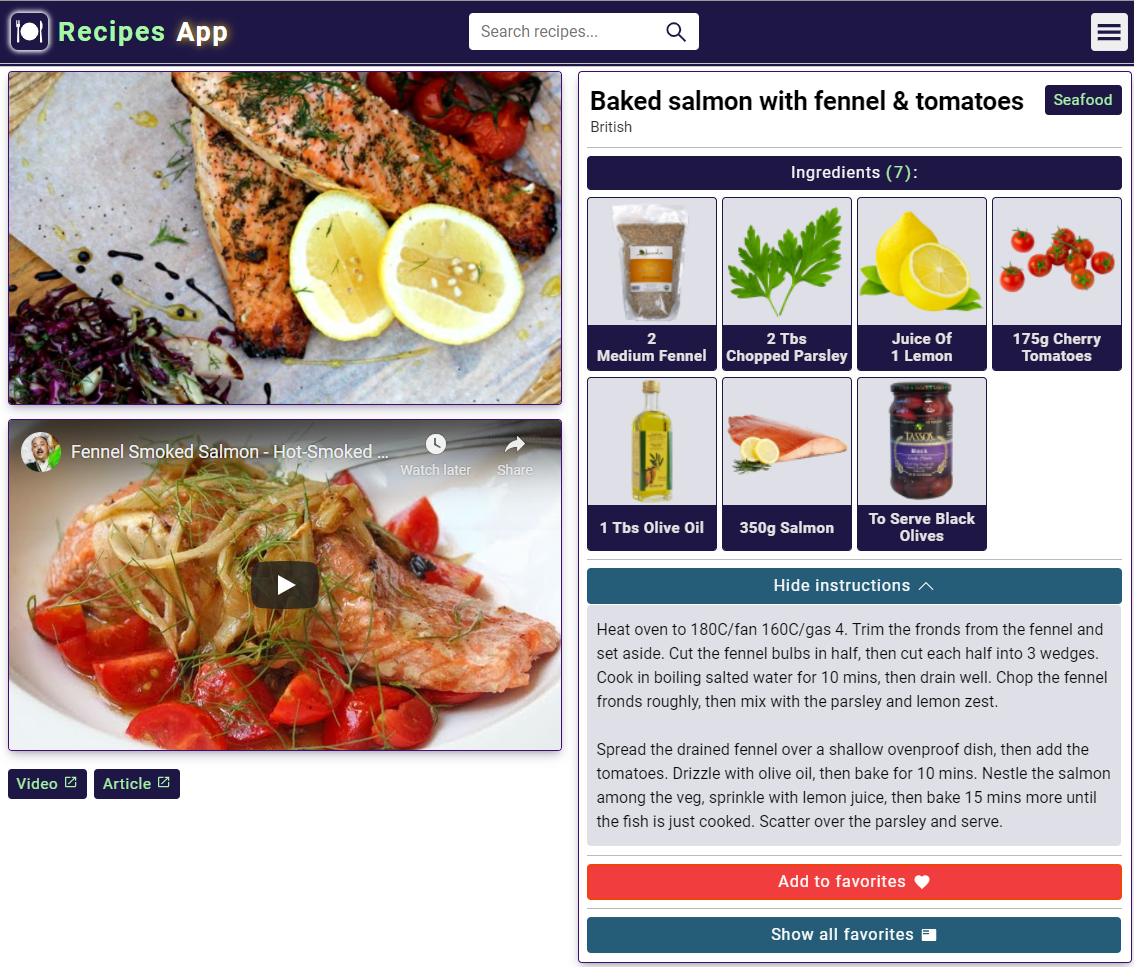 Recipes App
Search recipes...
Fennel Smoked Salmon - Hot-Smoked ...
Watch later
Share
Video
Article
Baked salmon with fennel & tomatoes
Seafood
British
Ingredients (7):
2
Medium Fennel
2 Tbs
Chopped Parsley
Juice Of
1 Lemon
175g Cherry
Tomatoes
TASSOS
Black
1 Tbs Olive Oil
350g Salmon
To Serve Black
Olives
Hide instructions
Heat oven to 180C/fan 160C/gas 4. Trim the fronds from the fennel and
set aside. Cut the fennel bulbs in half, then cut each half into 3 wedges.
Cook in boiling salted water for 10 mins, then drain well. Chop the fennel
fronds roughly, then mix with the parsley and lemon zest.
Spread the drained fennel over a shallow ovenproof dish, then add the
tomatoes. Drizzle with olive oil, then bake for 10 mins. Nestle the salmon
among the veg, sprinkle with lemon juice, then bake 15 mins more until
the fish is just cooked. Scatter over the parsley and serve.
Add to favorites
Show all favorites